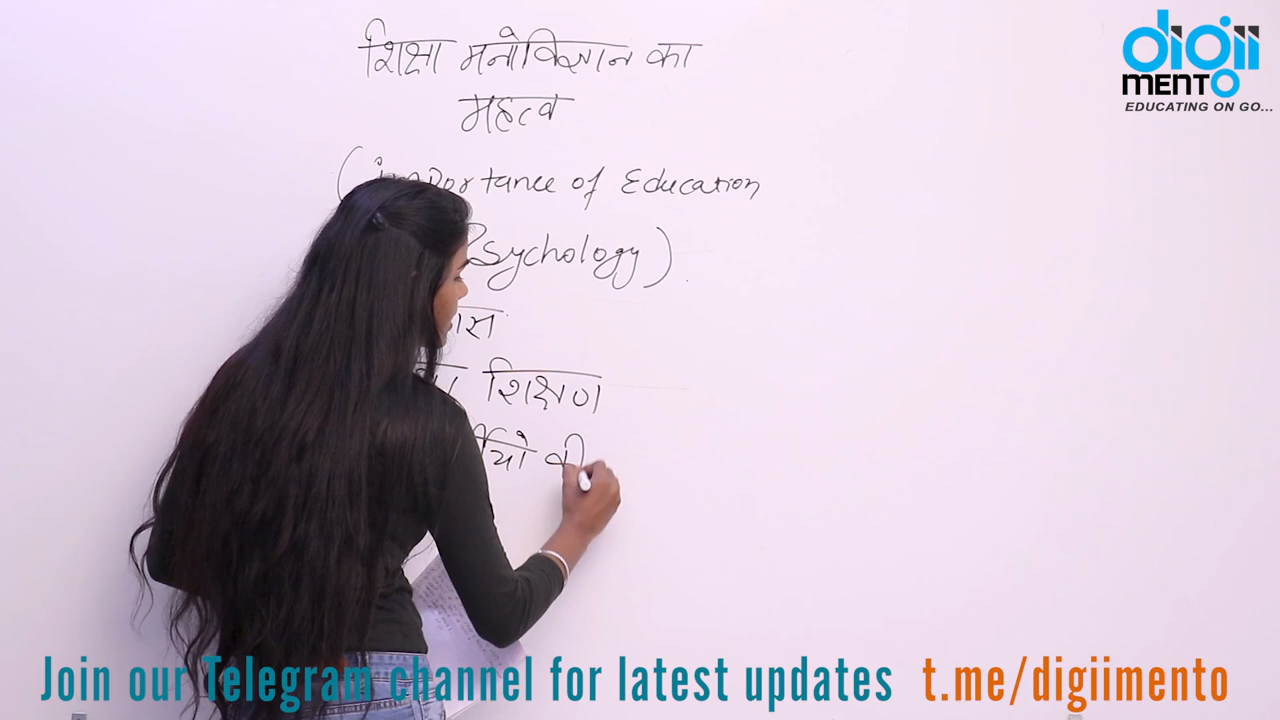 शिक्षा मनोविज्ञान का
महत्व
(importance of Education
Psychology)
शिक्षण
digii
MENTO
EDUCATING ON GO...
Join our Telegram channel for latest updates t.me/digiimento